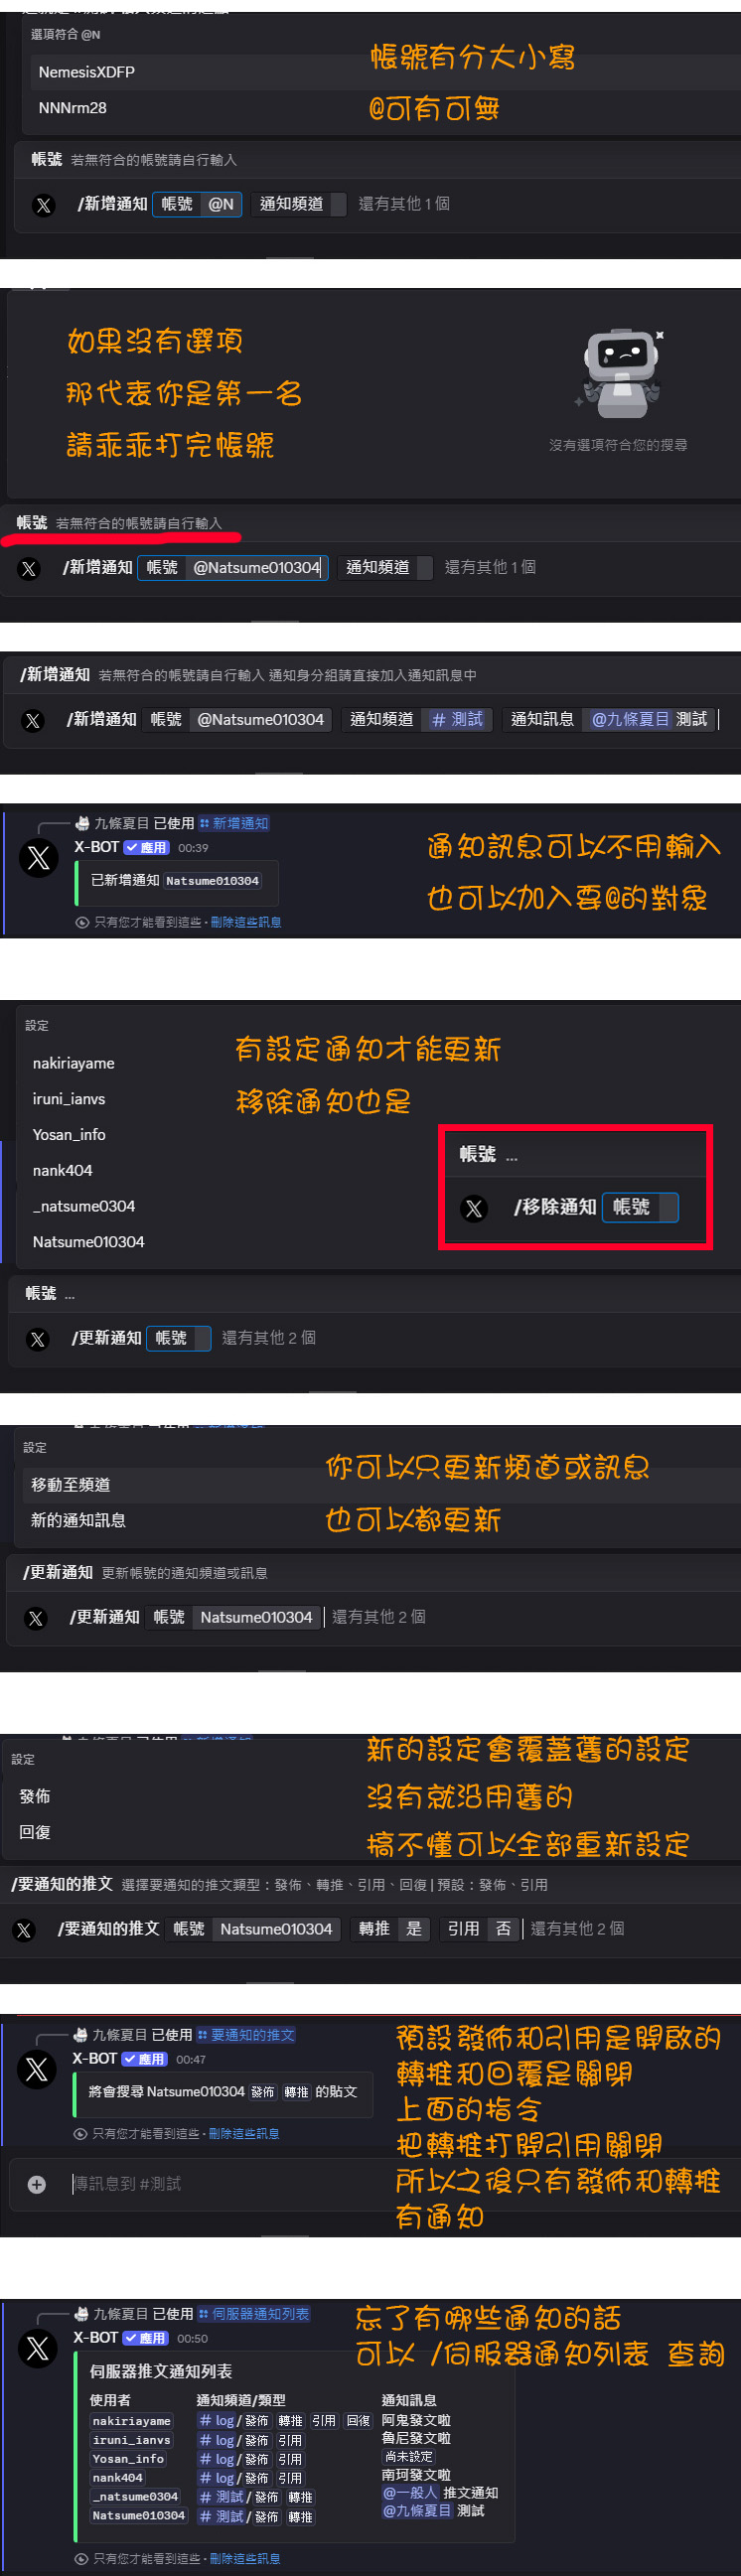 選項符合 @N
帳號有分大小寫
NemesisXDFP
NNNrm28
@可有可無
帳號 若無符合的帳號請自行輸入
/新增通知 帳號 @N 通知頻道 還有其他 1 個
如果沒有選項
那代表你是第一名
請乖乖打完帳號
沒有選項符合您的搜尋
帳號 若無符合的帳號請自行輸入
/新增通知 帳號 @Natsume010304 通知頻道 還有其他 1 個
/新增通知 若無符合的帳號請自行輸入 通知身分組請直接加入通知訊息中
/新增通知 帳號 @Natsume010304 通知頻道 # 測試 通知訊息 @九條夏目 測試
九條夏目 已使用 新增通知
X-BOT 應用 00:39
通知訊息可以不用輸入
已新增通知 Natsume010304
也可以加入要@的對象
只有您才能看到這些 · 刪除這些訊息
設定
有設定通知才能更新
nakiriayame
iruni_ianvs
移除通知也是
Yosan_info
帳號 ...
nank404
/移除通知 帳號
_natsume0304
Natsume010304
帳號 ...
/更新通知 帳號 還有其他 2 個
設定
你可以只更新頻道或訊息
移動至頻道
新的通知訊息
也可以都更新
/更新通知 更新帳號的通知頻道或訊息
/更新通知 帳號 Natsume010304 還有其他 2 個
新的設定會覆蓋舊的設定
設定
發佈
沒有就沿用舊的
回復
搞不懂可以全部重新設定
/要通知的推文 選擇要通知的推文類型：發佈、轉推、引用、回復 | 預設：發佈、引用
/要通知的推文 帳號 Natsume010304 轉推 是 引用 否 還有其他 2 個
九條夏目 已使用 要通知的推文
X-BOT 應用 00:47
將會搜尋 Natsume010304 發佈 轉推 的貼文
只有您才能看到這些 · 刪除這些訊息
傳訊息到 #測試
預設發佈和引用是開啟的
轉推和回覆是關閉
上面的指令
把轉推打開引用關閉
所以之後只有發佈和轉推
有通知
九條夏目 已使用 伺服器通知列表
忘了有哪些通知的話
X-BOT 應用 00:50
可以 /伺服器通知列表 查詢
伺服器推文通知列表
使用者 通知頻道/類型 通知訊息
nakiriayame # log/發佈 轉推 引用 回復 阿鬼發文啦
iruni_ianvs # log/發佈 引用 魯尼發文啦
Yosan_info # log/發佈 引用 尚未設定
nank404 # log/發佈 引用 南珂發文啦
_natsume0304 # 測試/發佈 轉推 @一般人 推文通知
Natsume010304 # 測試/發佈 轉推 @九條夏目 測試
只有您才能看到這些 · 刪除這些訊息